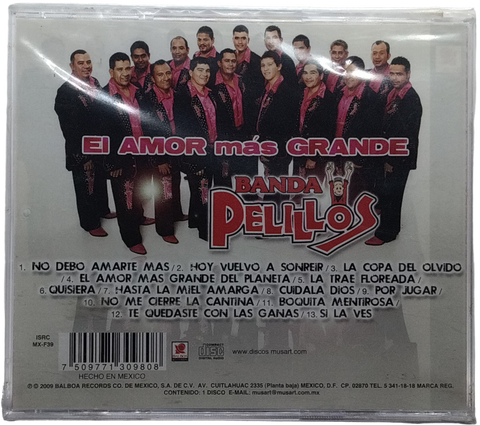 El AMOR más GRANDE
BANDA
PELILLOS
1. NO DEBO AMARTE MAS/2. HOY VUELVO A SONREIR/3. LA COPA DEL OLVIDO
/4. EL AMOR MAS GRANDE DEL PLANETA/5. LA TRAE FLOREADA/
6. QUISIERA/7. HASTA LA MIEL AMARGA/8. CUIDALA DIOS/9. POR JUGAR/
10. NO ME CIERRE LA CANTINA/11. BOQUITA MENTIROSA/
12. TE QUEDASTE CON LAS GANAS/13. SI LA VES
ISRC
MX-F39
7 509771 309808
HECHO EN MEXICO
COMPACT
disc
DIGITAL AUDIO
www.discos musart.com
℗ © 2009 BALBOA RECORDS CO. DE MEXICO, S.A. DE C.V. AV. CUITLAHUAC 2335 (Planta baja) MEXICO, D.F. CP. 02870 TEL. 5 341-18-18 MARCA REG.
CONTENIDO: 1 DISCO E-MAIL: musart@musart.com.mx